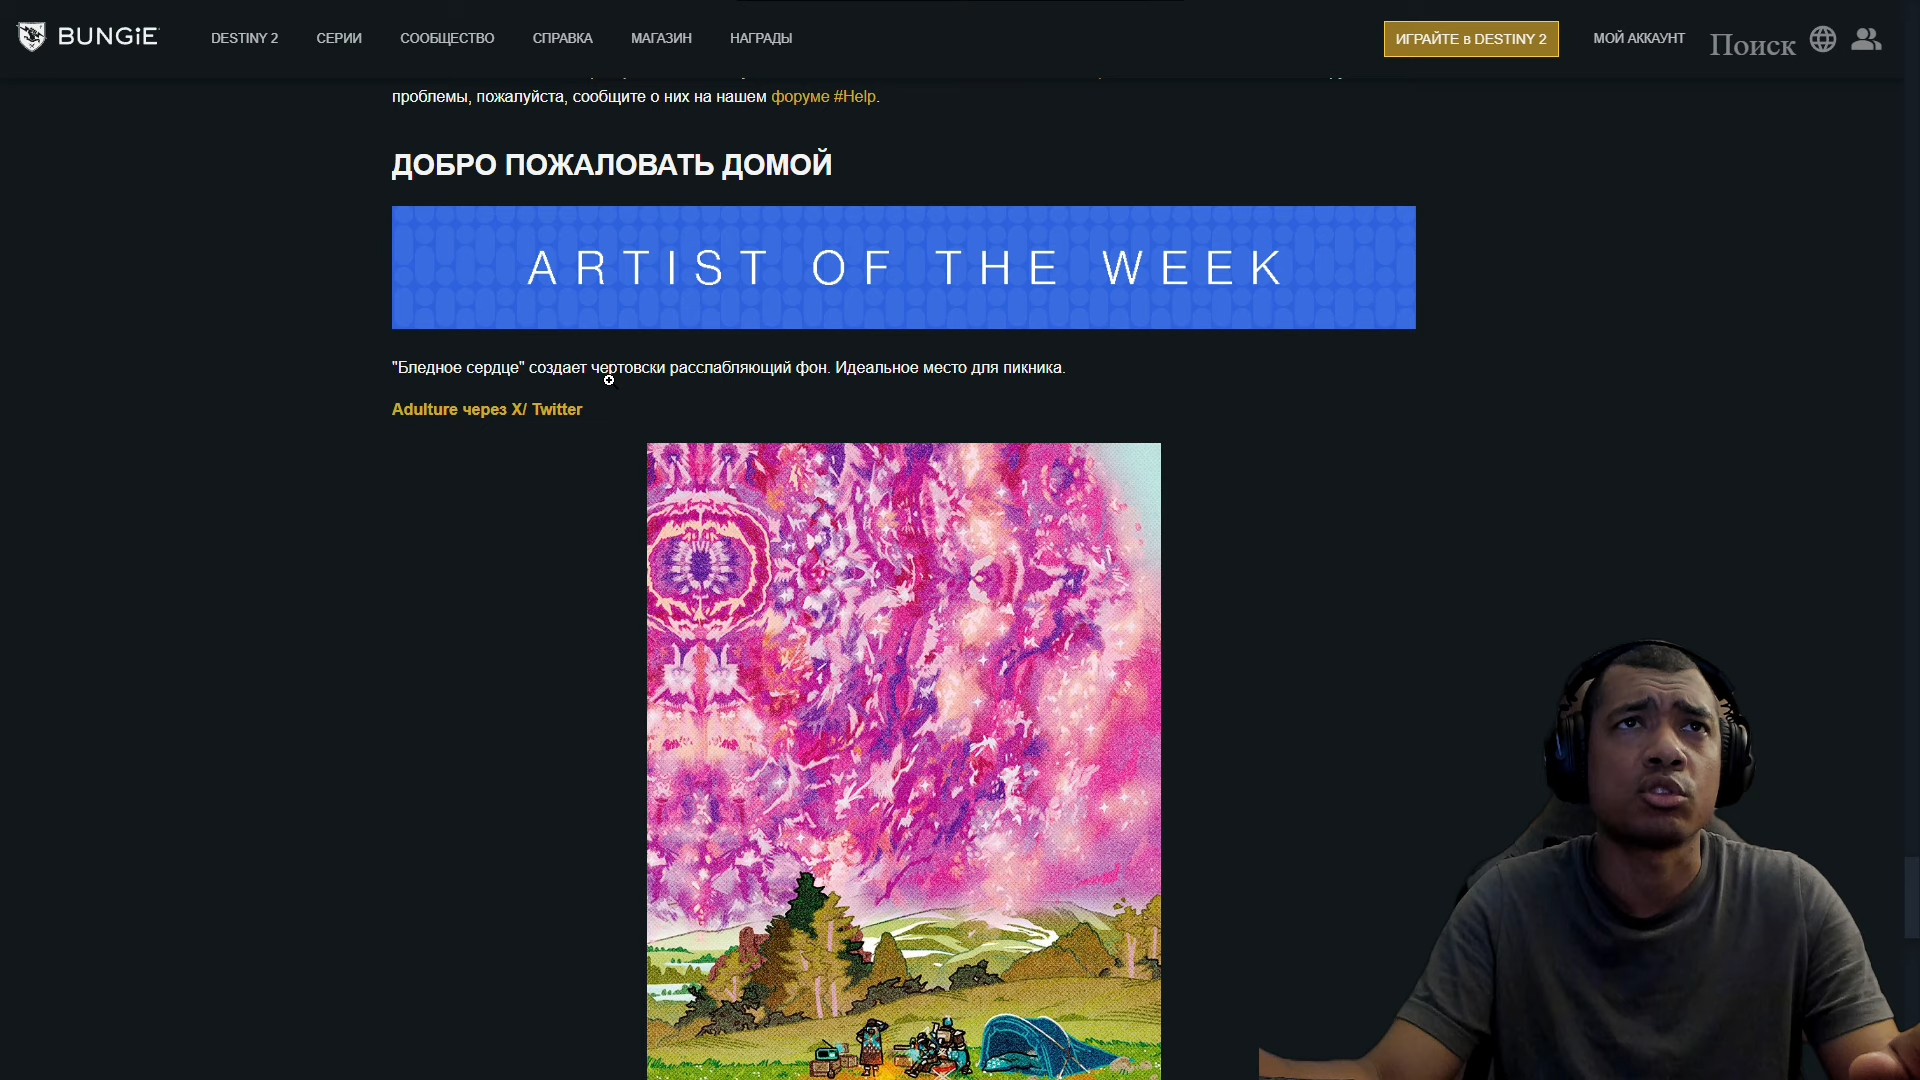 BUNGiE
DESTINY 2
СЕРИИ
СООБЩЕСТВО
СПРАВКА
МАГАЗИН
НАГРАДЫ
ИГРАЙТЕ в DESTINY 2
МОЙ АККАУНТ
Поиск
проблемы, пожалуйста, сообщите о них на нашем форуме #Help.
ДОБРО ПОЖАЛОВАТЬ ДОМОЙ
ARTIST OF THE WEEK
"Бледное сердце" создает чертовски расслабляющий фон. Идеальное место для пикника.
Adulture через X/ Twitter